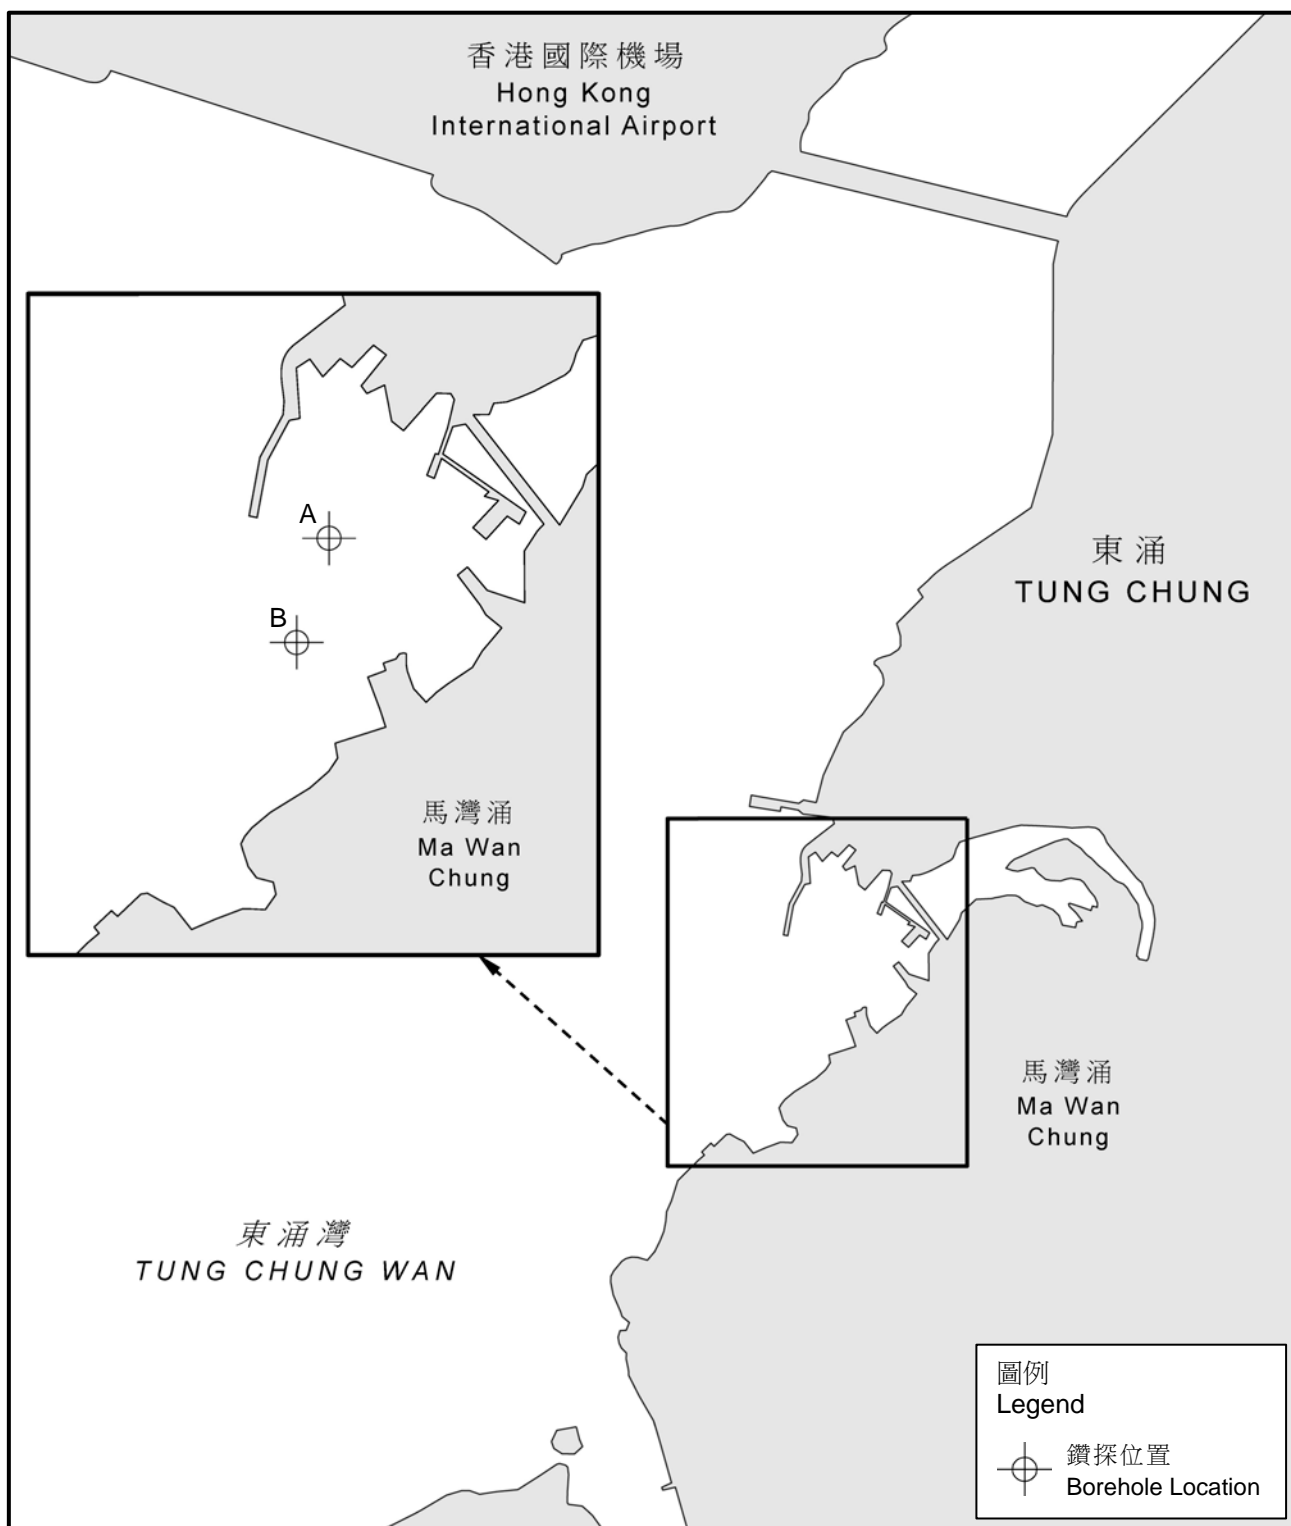 香港國際機場
Hong Kong
International Airport
A
B
馬灣涌
Ma Wan
Chung
東涌
TUNG CHUNG
馬灣涌
Ma Wan
Chung
東涌灣
TUNG CHUNG WAN
圖例
Legend
鑽探位置
Borehole Location